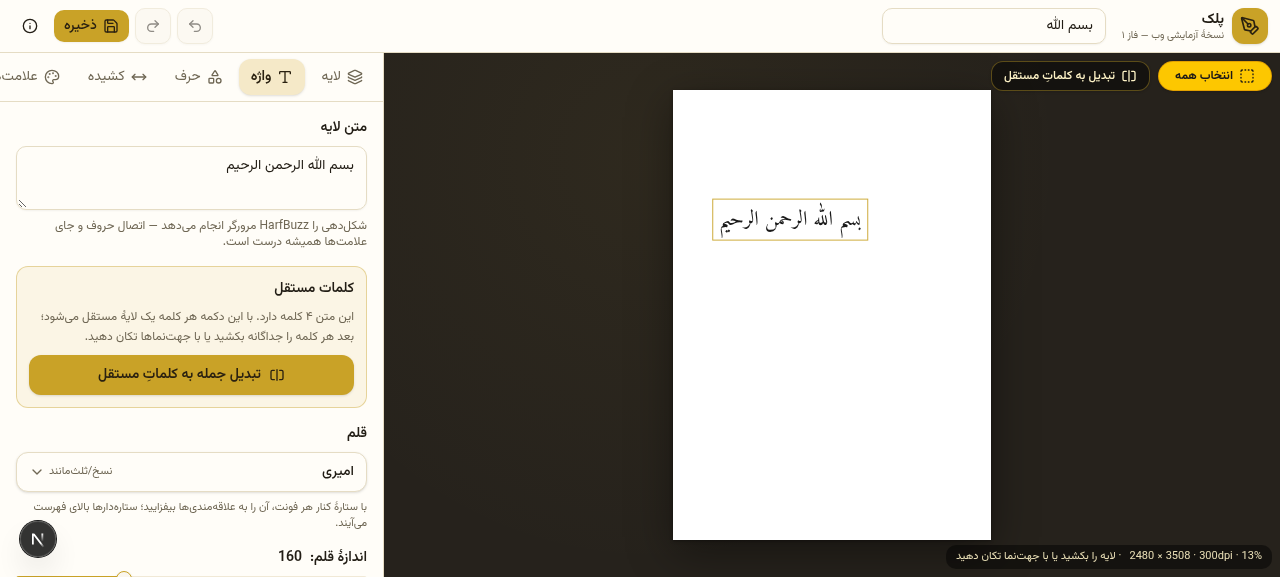 پلک
نسخهٔ آزمایشی وب — فاز ۱
بسم الله
ذخیره
لایه
واژه
حرف
کشیده
علامت‌
انتخاب همه
تبدیل به کلماتِ مستقل
متن لایه
بسم الله الرحمن الرحیم
شکل‌دهی را HarfBuzz مرورگر انجام می‌دهد — اتصال حروف و جای
علامت‌ها همیشه درست است.
کلمات مستقل
این متن ۴ کلمه دارد. با این دکمه هر کلمه یک لایهٔ مستقل می‌شود؛
بعد هر کلمه را جداگانه بکشید یا با جهت‌نماها تکان دهید.
تبدیل جمله به کلماتِ مستقل
قلم
امیری
نسخ/ثلث‌مانند
با ستارهٔ کنار هر فونت، آن را به علاقه‌مندی‌ها بیفزایید؛ ستاره‌دارها بالای فهرست
می‌آیند.
اندازهٔ قلم: 160
بسم الله الرحمن الرحیم
2480 × 3508 · 300dpi · 13% · لایه را بکشید یا با جهت‌نما تکان دهید
N